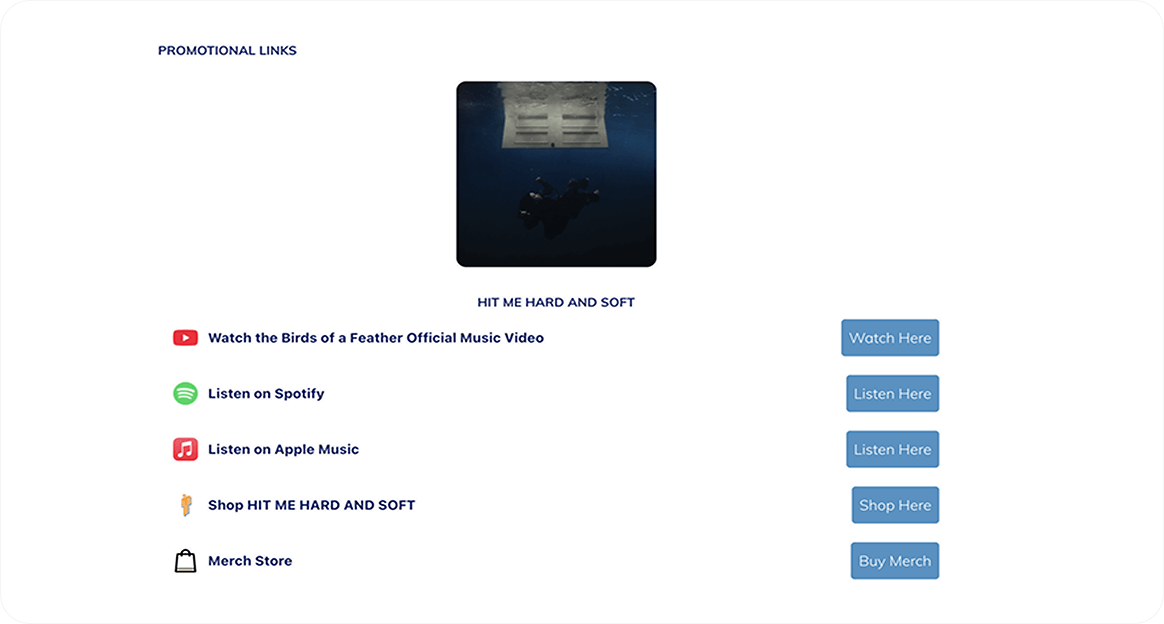 PROMOTIONAL LINKS
HIT ME HARD AND SOFT
Watch the Birds of a Feather Official Music Video
Watch Here
Listen on Spotify
Listen Here
Listen on Apple Music
Listen Here
Shop HIT ME HARD AND SOFT
Shop Here
Merch Store
Buy Merch